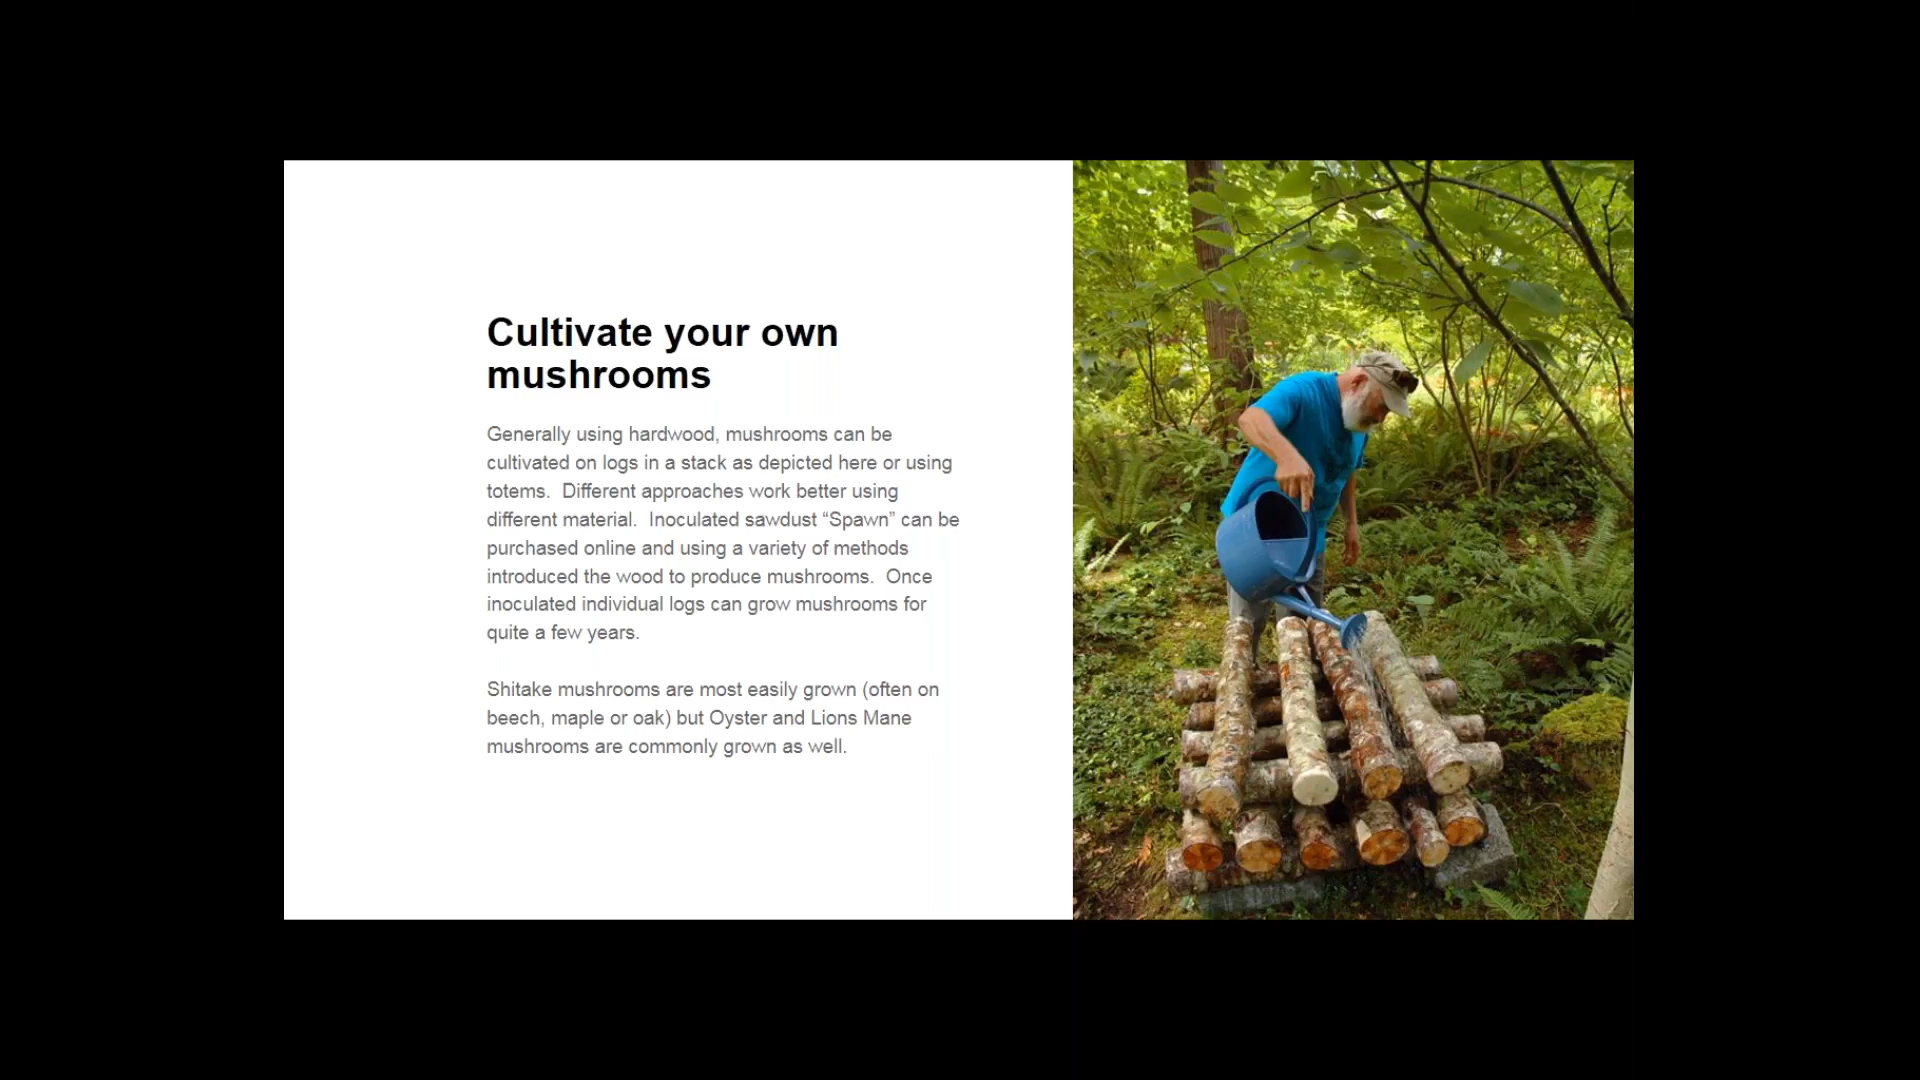 Cultivate your own
mushrooms
Generally using hardwood, mushrooms can be
cultivated on logs in a stack as depicted here or using
totems.  Different approaches work better using
different material.  Inoculated sawdust “Spawn” can be
purchased online and using a variety of methods
introduced the wood to produce mushrooms.  Once
inoculated individual logs can grow mushrooms for
quite a few years.
Shitake mushrooms are most easily grown (often on
beech, maple or oak) but Oyster and Lions Mane
mushrooms are commonly grown as well.